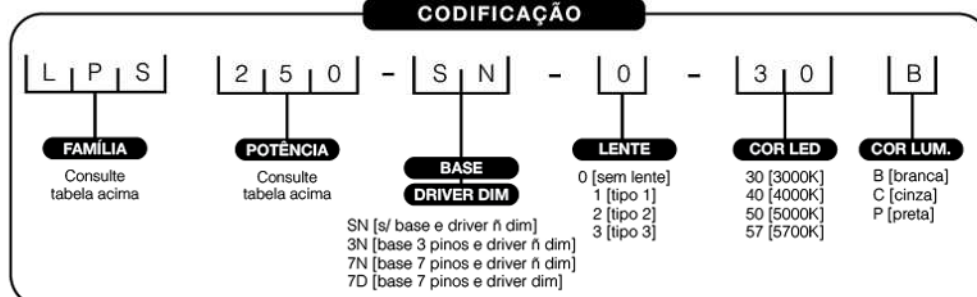 CODIFICAÇÃO
L P S 2 5 0 - S N - 0 - 3 0 B
FAMÍLIA
Consulte
tabela acima
POTÊNCIA
Consulte
tabela acima
BASE
DRIVER DIM
SN [s/ base e driver ñ dim]
3N [base 3 pinos e driver ñ dim]
7N [base 7 pinos e driver ñ dim]
7D [base 7 pinos e driver dim]
LENTE
0 [sem lente]
1 [tipo 1]
2 [tipo 2]
3 [tipo 3]
COR LED
30 [3000K]
40 [4000K]
50 [5000K]
57 [5700K]
COR LUM.
B [branca]
C [cinza]
P [preta]